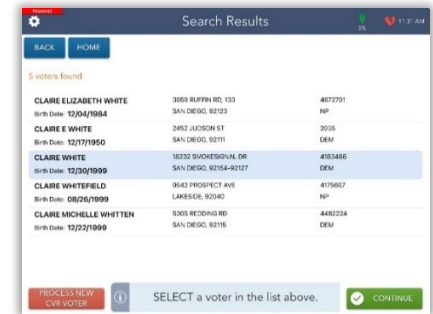 TRAINING
Search Results
3%
11:31 AM
BACK
HOME
5 voters found
CLAIRE ELIZABETH WHITE 3650 RUFFIN RD, 133 4672701
Birth Date: 12/04/1984 SAN DIEGO, 92123 NP
CLAIRE E WHITE 2452 JUDSON ST 2035
Birth Date: 12/17/1950 SAN DIEGO, 92111 DEM
CLAIRE WHITE 18232 SMOKESIGNAL DR 4183486
Birth Date: 12/30/1999 SAN DIEGO, 92154-92127 DEM
CLAIRE WHITEFIELD 9542 PROSPECT AVE 4175667
Birth Date: 08/26/1999 LAKESIDE, 92040 NP
CLAIRE MICHELLE WHITTEN 5305 REDDING RD 4492224
Birth Date: 12/22/1999 SAN DIEGO, 92115 DEM
PROCESS NEW
CVR VOTER
SELECT a voter in the list above.
CONTINUE